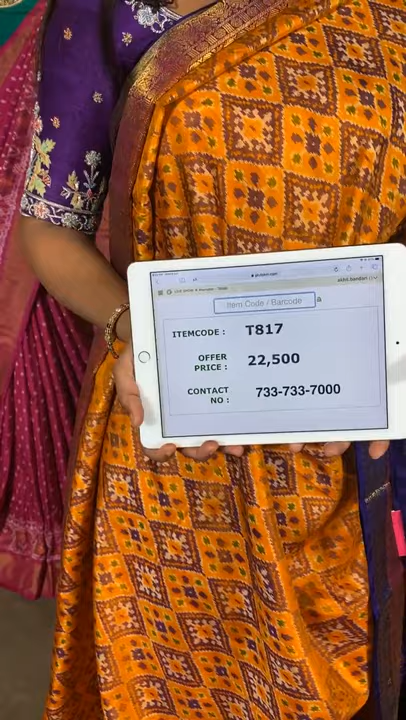 Item Code / Barcode
ITEMCODE : T817
OFFER PRICE : 22,500
CONTACT NO : 733-733-7000